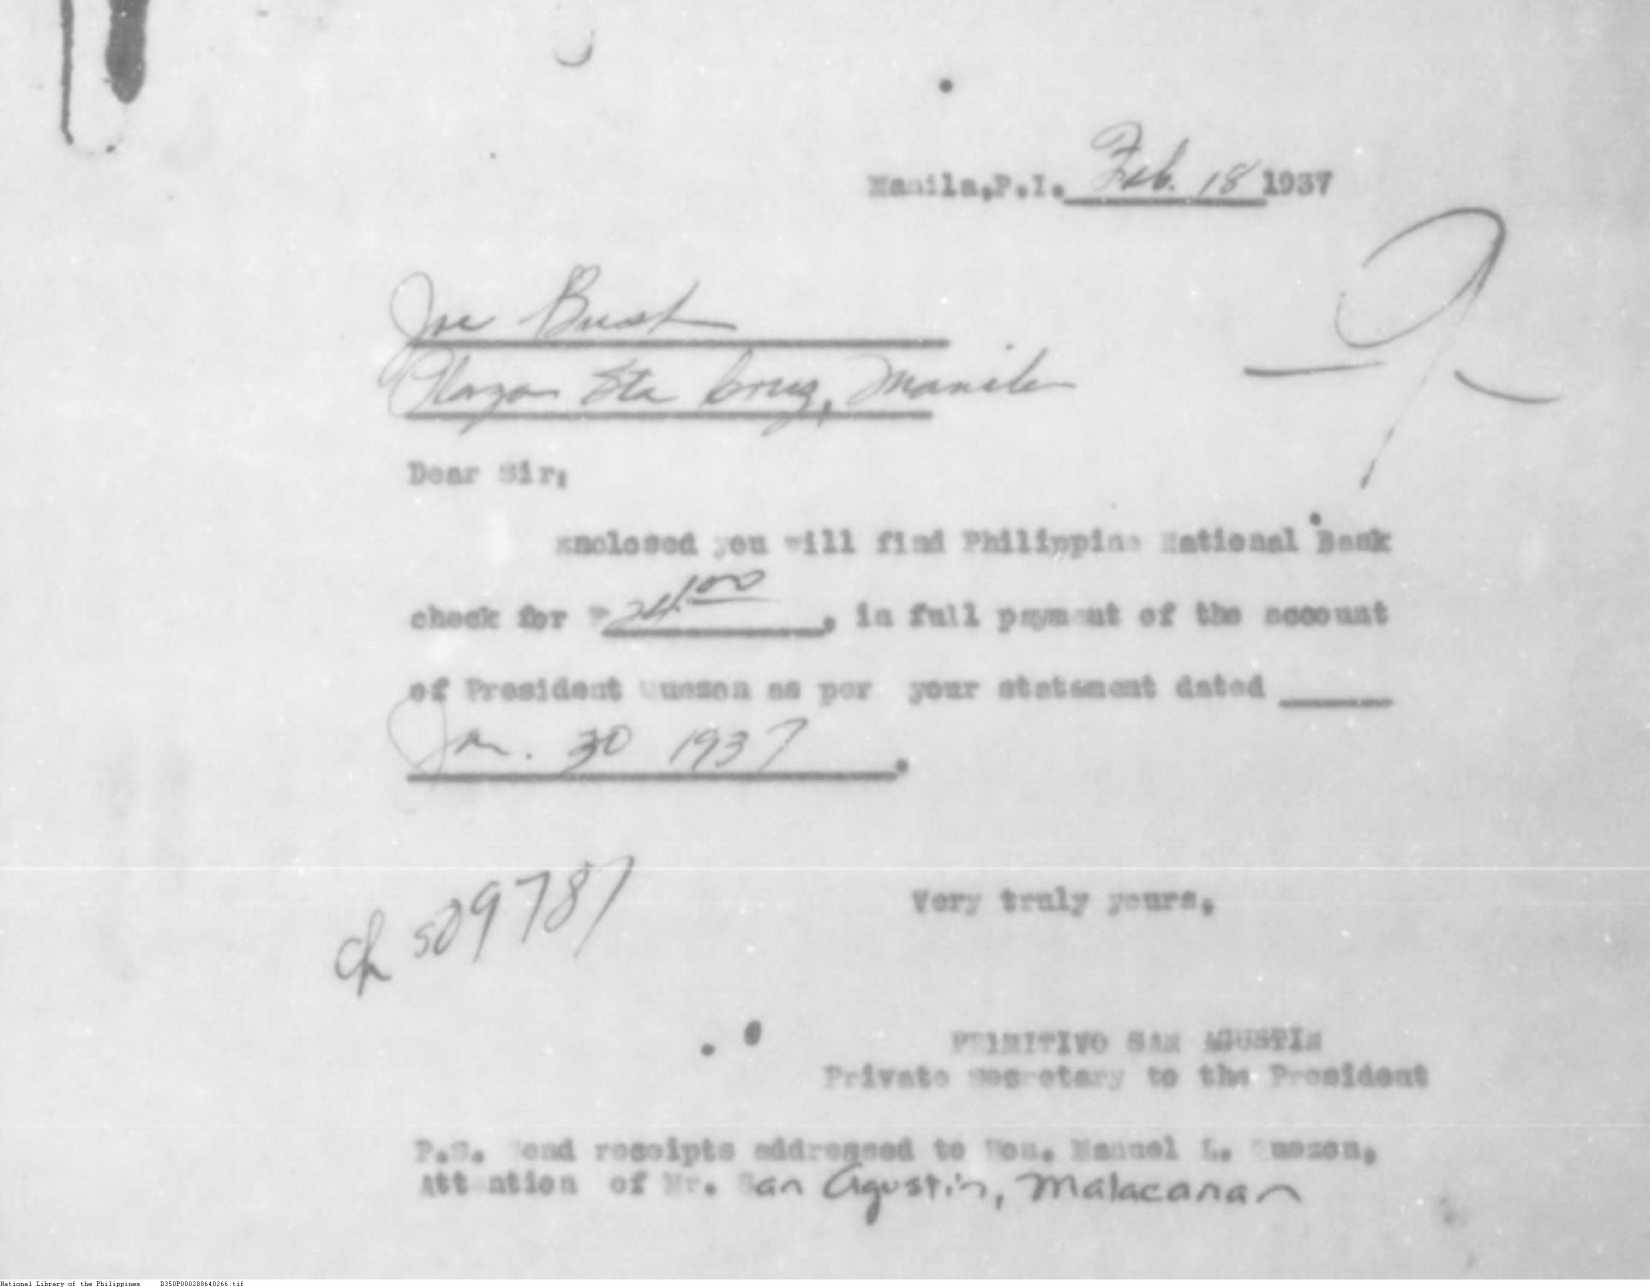 Manila,P.I. Feb. 18 1937
Joe Bush
Plaza Sta Cruz, Manila
Dear Sir:
Enclosed you will find Philippine National Bank
check for P 24.00, in full payment of the account
of President Quezon as per your statement dated
Jan. 30 1937.
Ch 509787
Very truly yours,
PRIMITIVO SAN AGUSTIN
Private Secretary to the President
P.S. Send receipts addressed to Hon. Manuel L. Quezon,
Attention of Mr. San Agustin, Malacanan
National Library of the Philippines D350P000208640266.tif